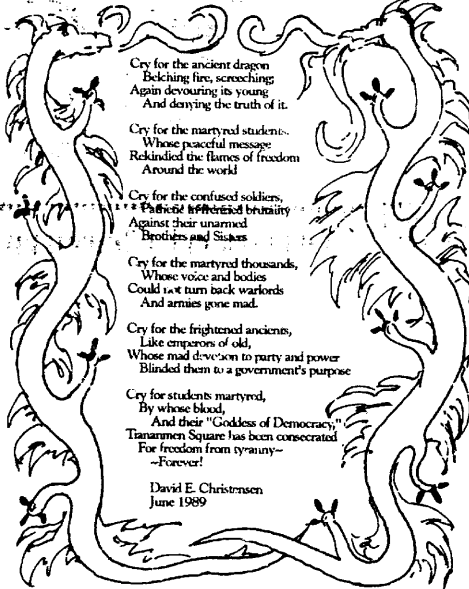 Cry for the ancient dragon
Belching fire, screeching;
Again devouring its young
And denying the truth of it.
Cry for the martyred students.
Whose peaceful message
Rekindled the flames of freedom
Around the world
Cry for the confused soldiers,
Pathetic in frenzied brutality
Against their unarmed
Brothers and Sisters
Cry for the martyred thousands,
Whose voice and bodies
Could not turn back warlords
And armies gone mad.
Cry for the frightened ancients,
Like emperors of old,
Whose mad devotion to party and power
Blinded them to a government's purpose
Cry for students martyred,
By whose blood,
And their "Goddess of Democracy,"
Tiananmen Square has been consecrated
For freedom from tyranny~
~Forever!
David E. Christensen
June 1989